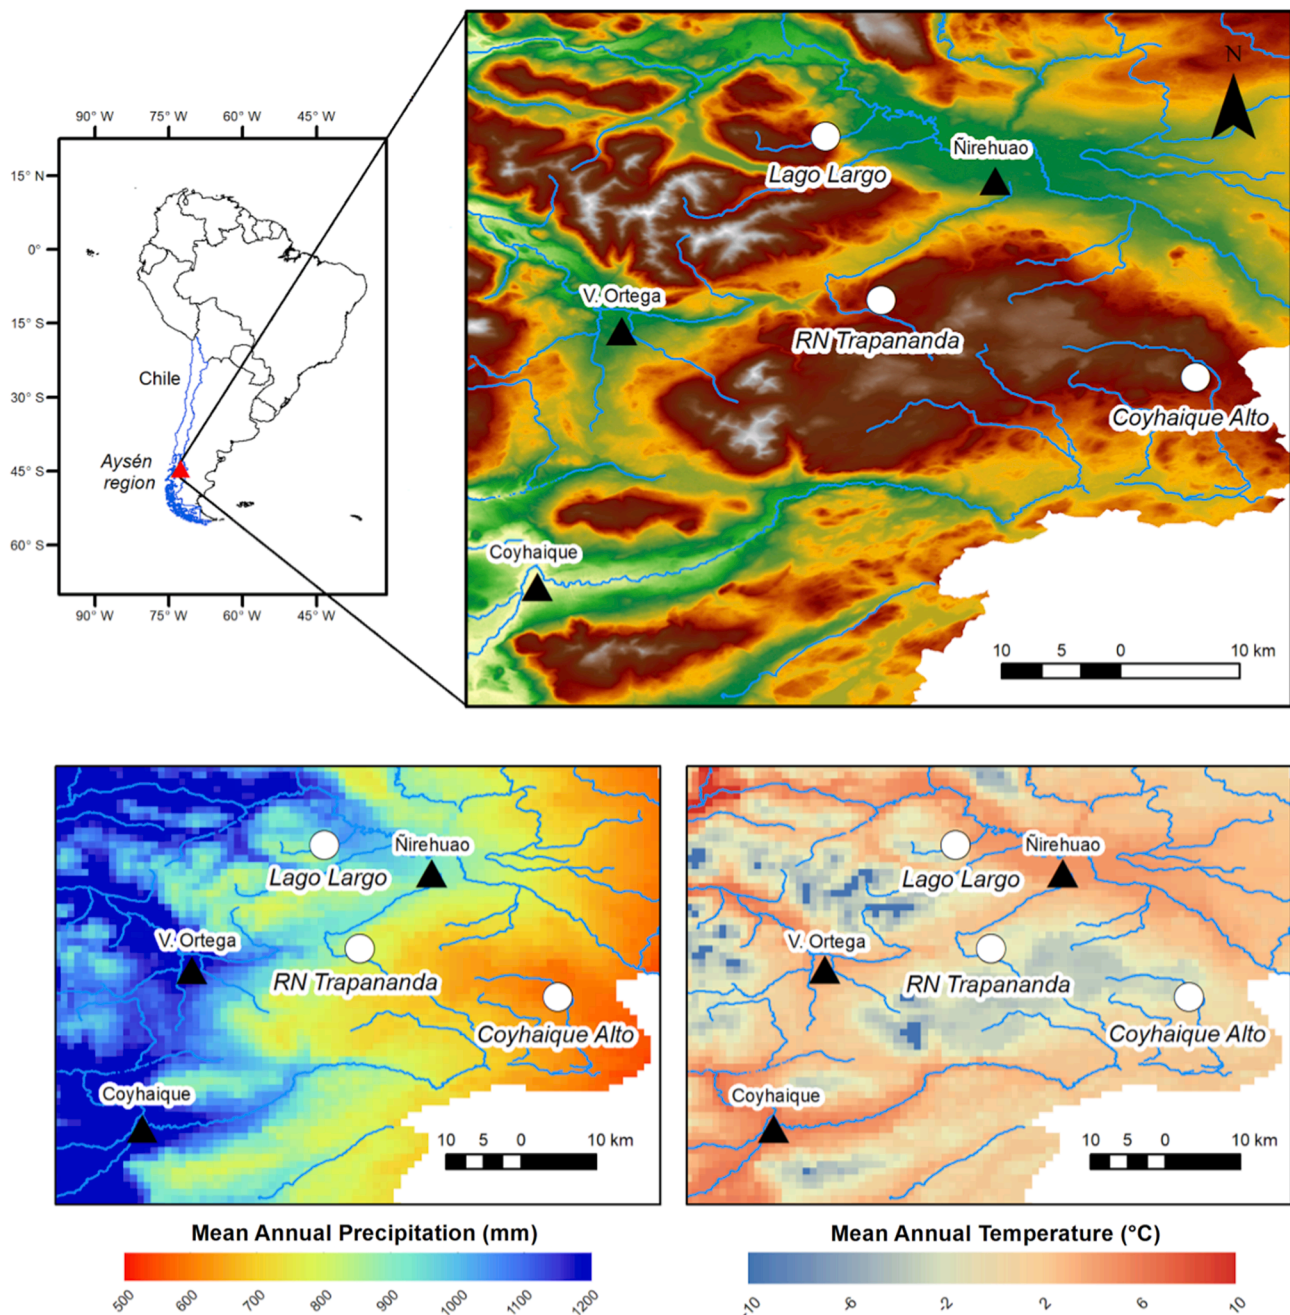 90° W 75° W 60° W 45° W
15° N
0°
15° S
30° S
45° S
60° S
Chile
Aysén
region
90° W 75° W 60° W 45° W
N
Lago Largo
Ñirehuao
V. Ortega
RN Trapananda
Coyhaique Alto
Coyhaique
10 5 0 10 km
Ñirehuao
Lago Largo
V. Ortega
RN Trapananda
Coyhaique Alto
Coyhaique
10 5 0 10 km
Mean Annual Precipitation (mm)
500 600 700 800 900 1000 1100 1200
Ñirehuao
Lago Largo
V. Ortega
RN Trapananda
Coyhaique Alto
Coyhaique
10 5 0 10 km
Mean Annual Temperature (°C)
-10 -6 -2 2 6 10